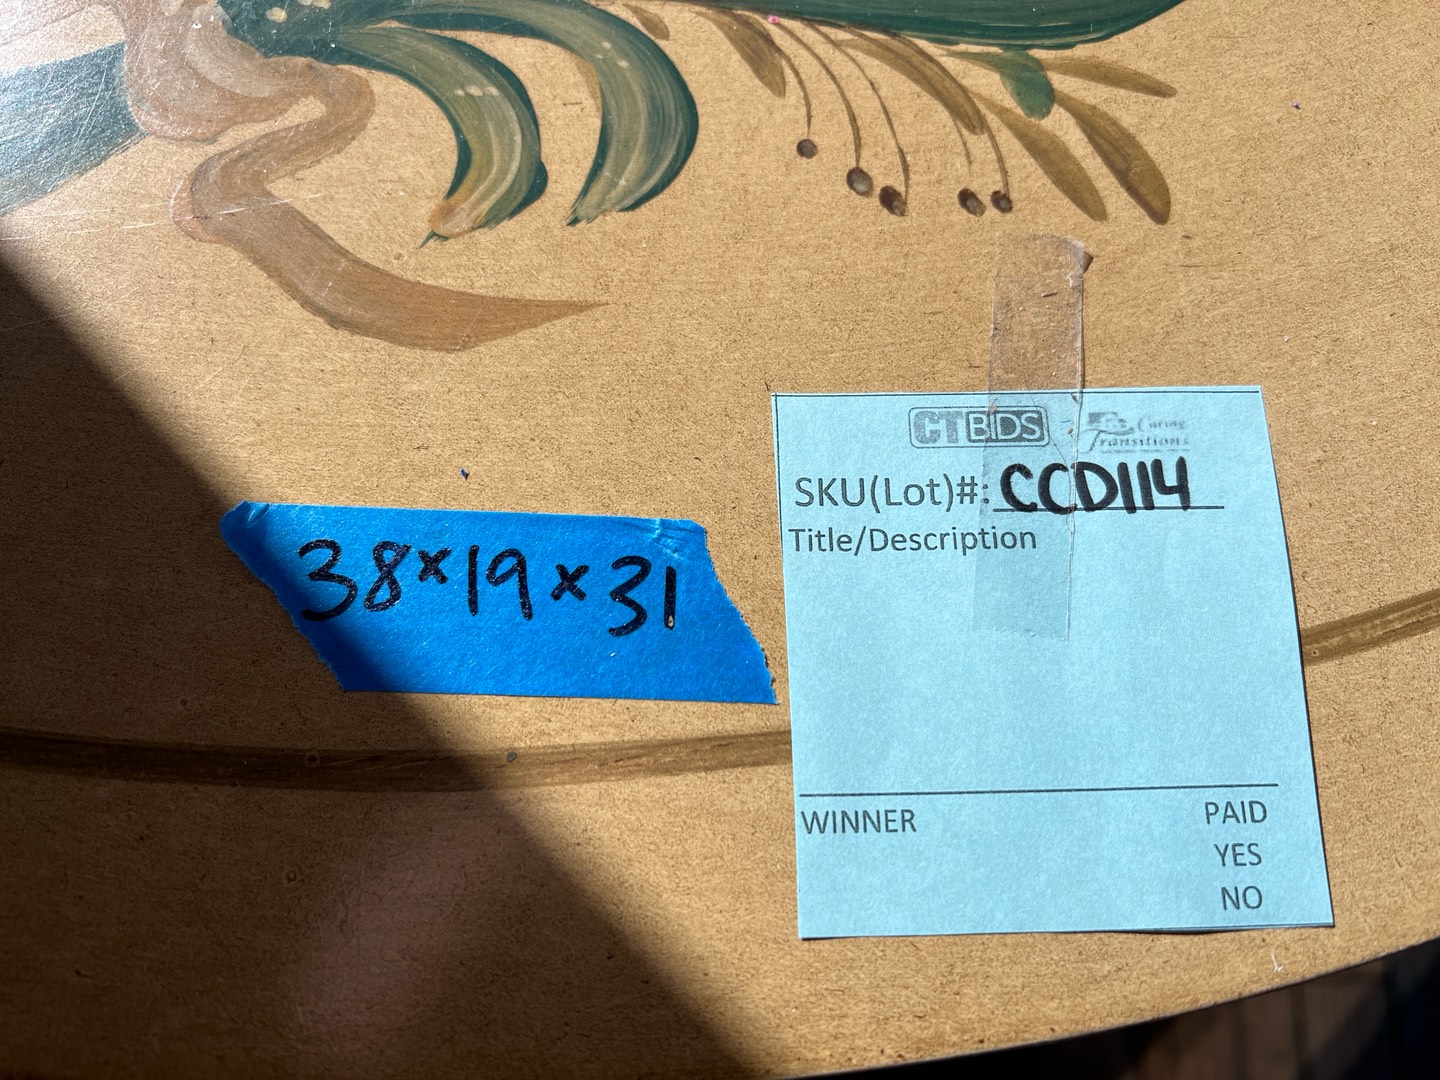 38x19x31
CTBIDS
Caring
Transitions
SKU(Lot)#: CCD114
Title/Description
WINNER
PAID
YES
NO